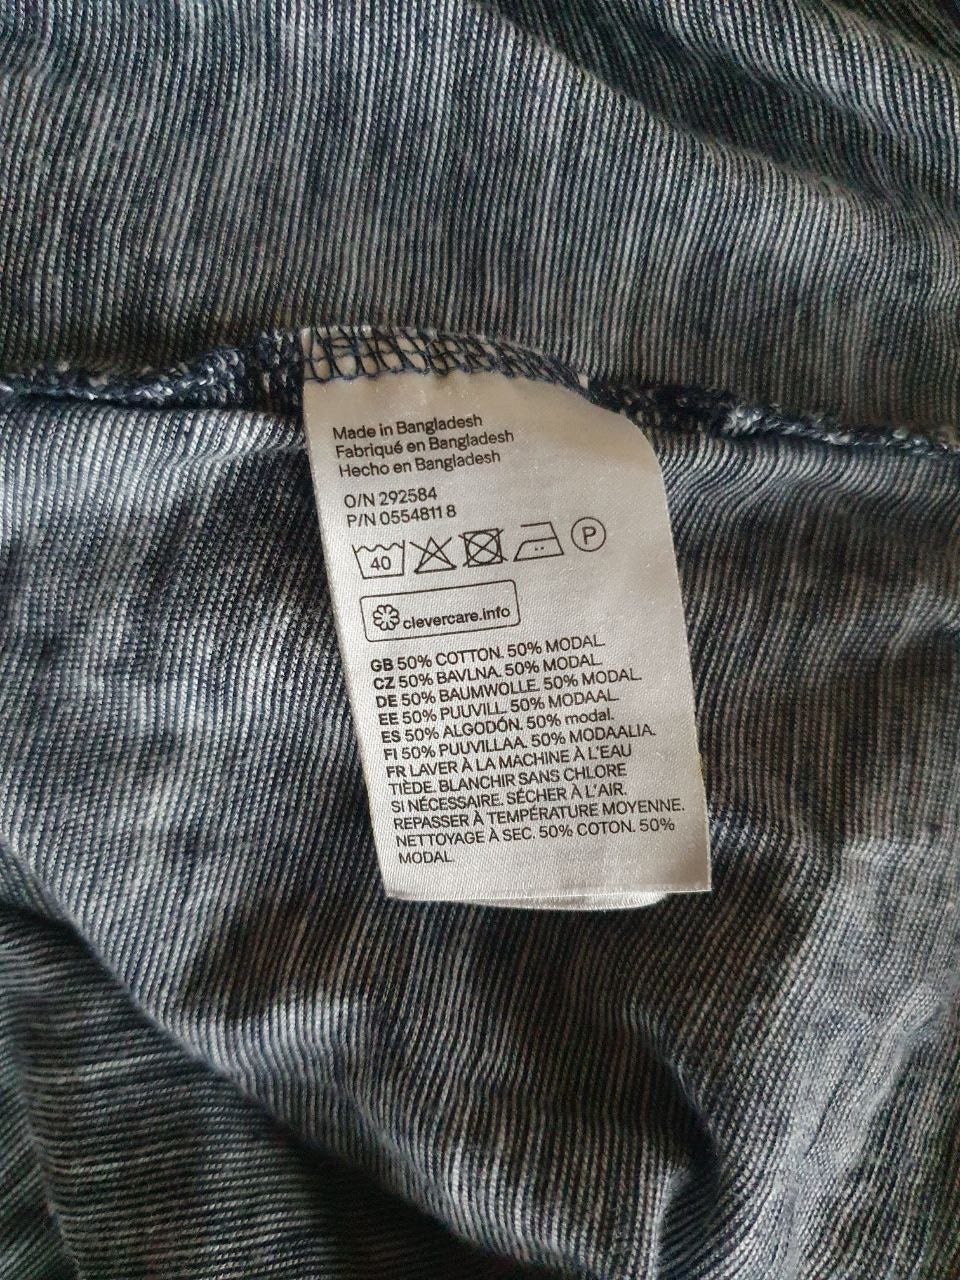 Made in Bangladesh
Fabriqué en Bangladesh
Hecho en Bangladesh
O/N 292584
P/N 0554811 8
40 P
clevercare.info
GB 50% COTTON. 50% MODAL.
CZ 50% BAVLNA. 50% MODAL.
DE 50% BAUMWOLLE. 50% MODAL.
EE 50% PUUVILL. 50% MODAAL.
ES 50% ALGODÓN. 50% modal.
FI 50% PUUVILLAA. 50% MODAALIA.
FR LAVER À LA MACHINE À L'EAU
TIÈDE. BLANCHIR SANS CHLORE
SI NÉCESSAIRE. SÉCHER À L'AIR.
REPASSER À TEMPÉRATURE MOYENNE.
NETTOYAGE À SEC. 50% COTON. 50%
MODAL.